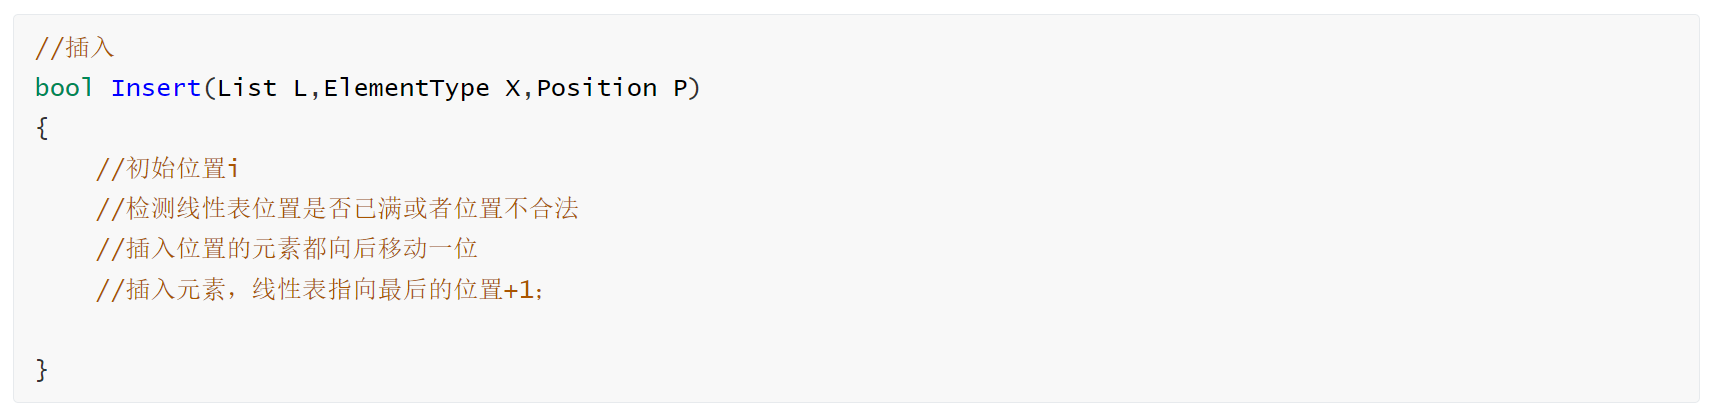 //插入
bool Insert(List L,ElementType X,Position P)
{
    //初始位置i
    //检测线性表位置是否已满或者位置不合法
    //插入位置的元素都向后移动一位
    //插入元素，线性表指向最后的位置+1;
}